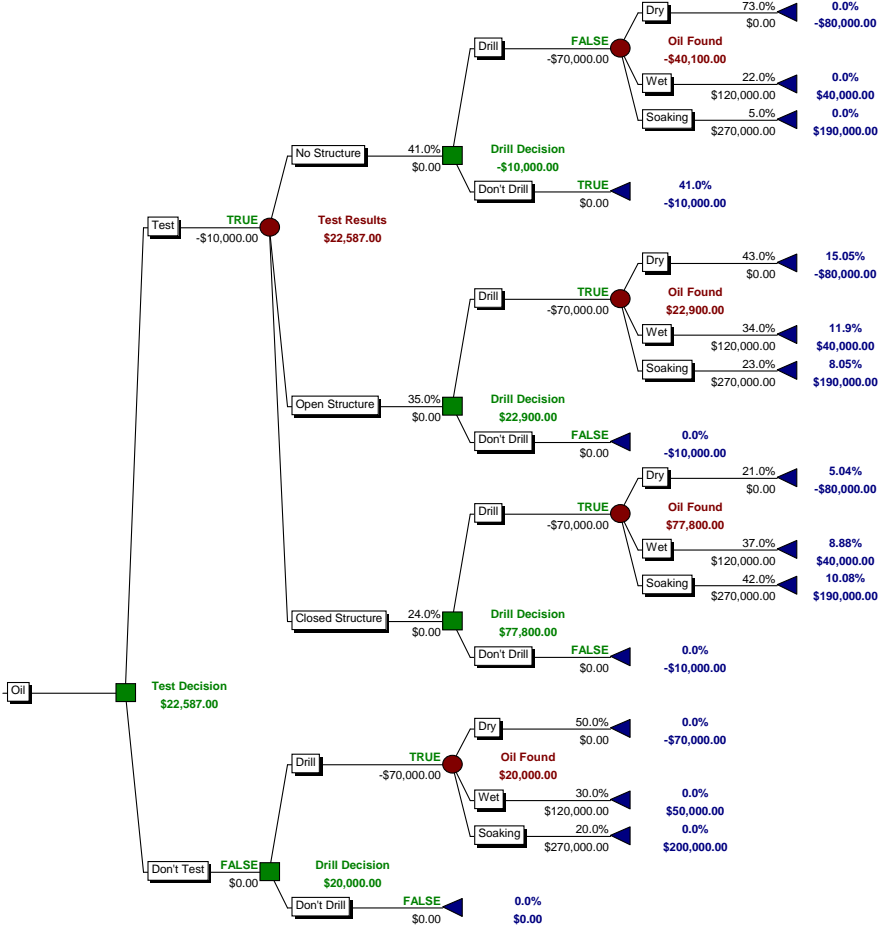 Dry 73.0% 0.0%
$0.00 -$80,000.00
Drill FALSE Oil Found
-$70,000.00 -$40,100.00
Wet 22.0% 0.0%
$120,000.00 $40,000.00
Soaking 5.0% 0.0%
$270,000.00 $190,000.00
No Structure 41.0% Drill Decision
$0.00 -$10,000.00
Don't Drill TRUE 41.0%
$0.00 -$10,000.00
Test TRUE Test Results
-$10,000.00 $22,587.00
Dry 43.0% 15.05%
$0.00 -$80,000.00
Drill TRUE Oil Found
-$70,000.00 $22,900.00
Wet 34.0% 11.9%
$120,000.00 $40,000.00
Soaking 23.0% 8.05%
$270,000.00 $190,000.00
Open Structure 35.0% Drill Decision
$0.00 $22,900.00
Don't Drill FALSE 0.0%
$0.00 -$10,000.00
Dry 21.0% 5.04%
$0.00 -$80,000.00
Drill TRUE Oil Found
-$70,000.00 $77,800.00
Wet 37.0% 8.88%
$120,000.00 $40,000.00
Soaking 42.0% 10.08%
$270,000.00 $190,000.00
Closed Structure 24.0% Drill Decision
$0.00 $77,800.00
Don't Drill FALSE 0.0%
$0.00 -$10,000.00
Oil Test Decision
$22,587.00
Dry 50.0% 0.0%
$0.00 -$70,000.00
Drill TRUE Oil Found
-$70,000.00 $20,000.00
Wet 30.0% 0.0%
$120,000.00 $50,000.00
Soaking 20.0% 0.0%
$270,000.00 $200,000.00
Don't Test FALSE Drill Decision
$0.00 $20,000.00
Don't Drill FALSE 0.0%
$0.00 $0.00